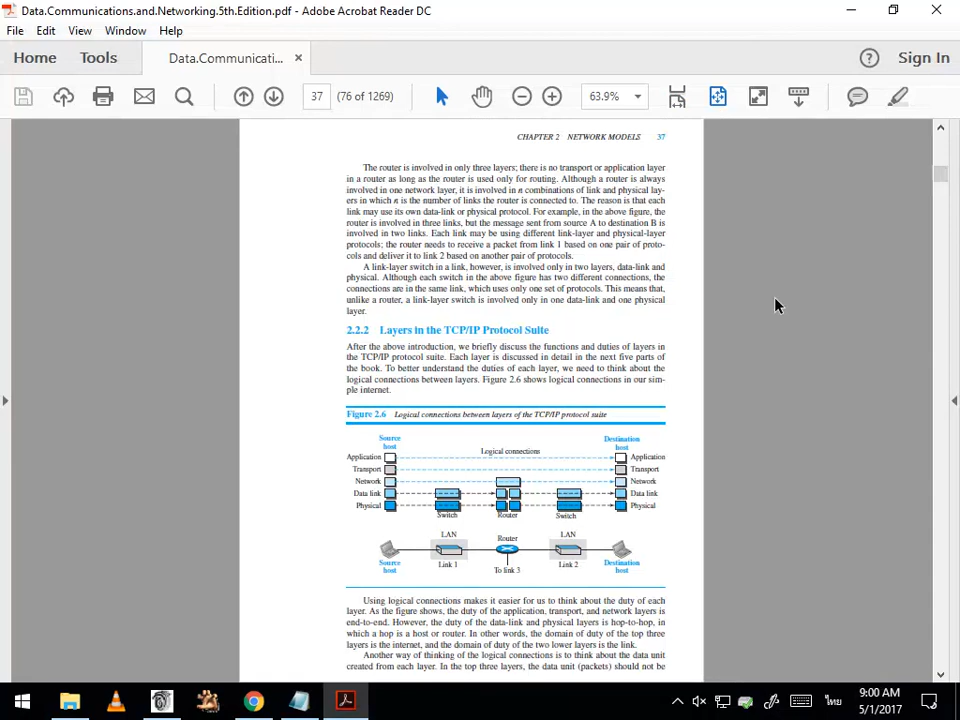 Data.Communications.and.Networking.5th.Edition.pdf - Adobe Acrobat Reader DC
File Edit View Window Help
Home Tools Data.Communicati... × Sign In
37 (76 of 1269) 63.9%
CHAPTER 2 NETWORK MODELS 37
The router is involved in only three layers; there is no transport or application layer
in a router as long as the router is used only for routing. Although a router is always
involved in one network layer, it is involved in n combinations of link and physical lay-
ers in which n is the number of links the router is connected to. The reason is that each
link may use its own data-link or physical protocol. For example, in the above figure, the
router is involved in three links, but the message sent from source A to destination B is
involved in two links. Each link may be using different link-layer and physical-layer
protocols; the router needs to receive a packet from link 1 based on one pair of proto-
cols and deliver it to link 2 based on another pair of protocols.
A link-layer switch in a link, however, is involved only in two layers, data-link and
physical. Although each switch in the above figure has two different connections, the
connections are in the same link, which uses only one set of protocols. This means that,
unlike a router, a link-layer switch is involved only in one data-link and one physical
layer.
2.2.2 Layers in the TCP/IP Protocol Suite
After the above introduction, we briefly discuss the functions and duties of layers in
the TCP/IP protocol suite. Each layer is discussed in detail in the next five parts of
the book. To better understand the duties of each layer, we need to think about the
logical connections between layers. Figure 2.6 shows logical connections in our sim-
ple internet.
Figure 2.6 Logical connections between layers of the TCP/IP protocol suite
Source host Destination host
Logical connections
Application Application
Transport Transport
Network Network
Data link Data link
Physical Physical
Switch Router Switch
LAN Router LAN
Source host Link 1 To link 3 Link 2 Destination host
Using logical connections makes it easier for us to think about the duty of each
layer. As the figure shows, the duty of the application, transport, and network layers is
end-to-end. However, the duty of the data-link and physical layers is hop-to-hop, in
which a hop is a host or router. In other words, the domain of duty of the top three
layers is the internet, and the domain of duty of the two lower layers is the link.
Another way of thinking of the logical connections is to think about the data unit
created from each layer. In the top three layers, the data unit (packets) should not be
ไทย
9:00 AM
5/1/2017